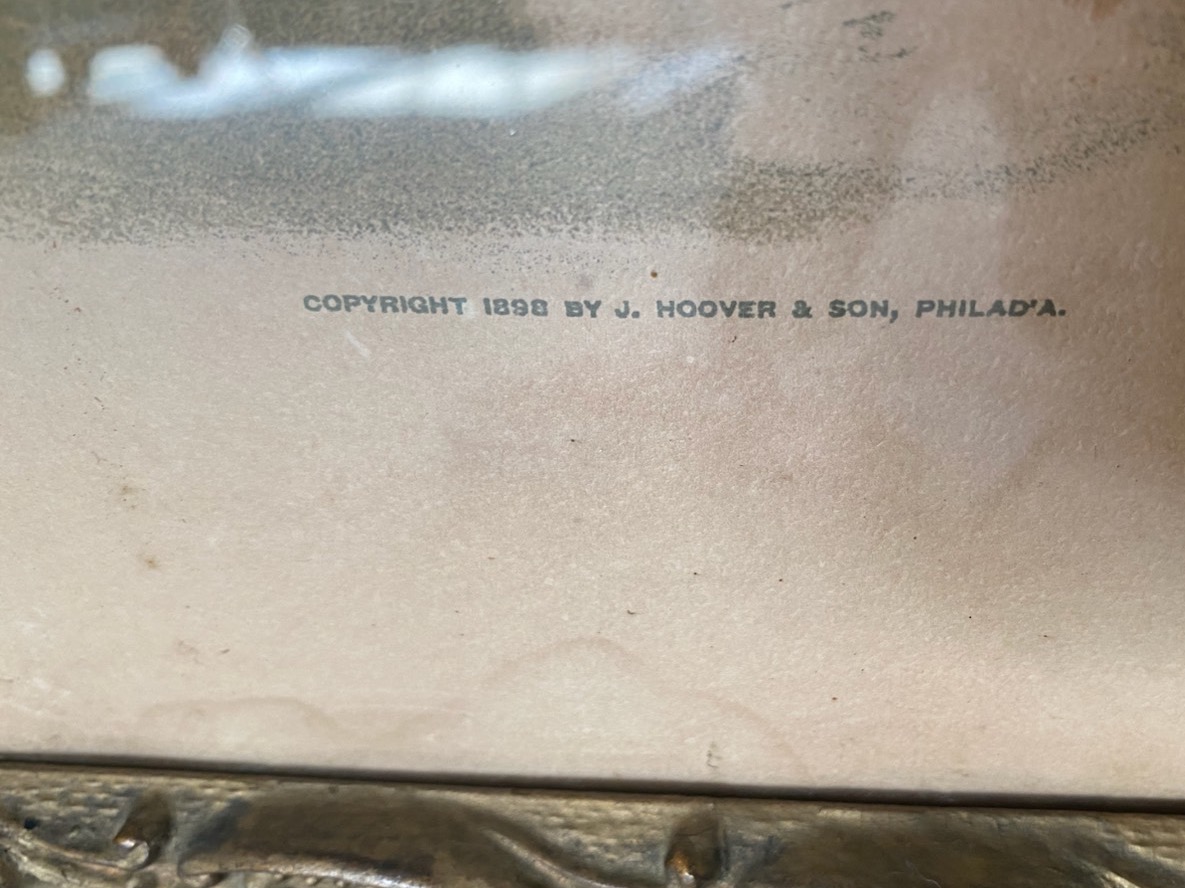 COPYRIGHT 1898 BY J. HOOVER & SON, PHILAD'A.